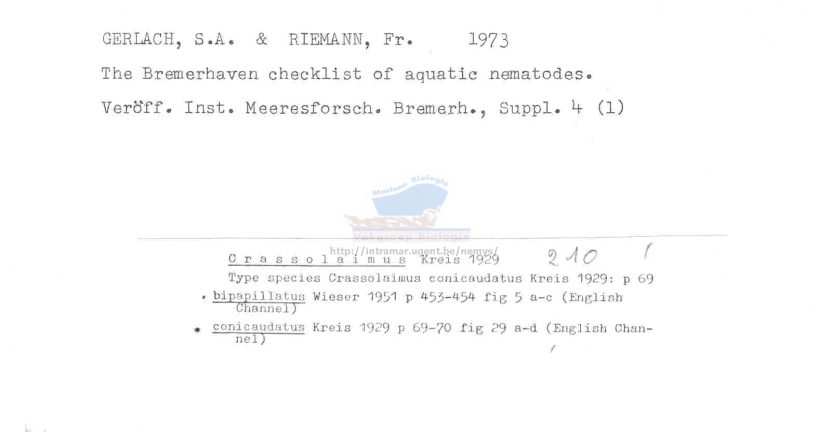 GERLACH, S.A. & RIEMANN, Fr. 1973
The Bremerhaven checklist of aquatic nematodes.
Veröff. Inst. Meeresforsch. Bremerh., Suppl. 4 (1)
Mariene Biologie
Vakgroep Biologie
http://intramar.ugent.be/nemys/
C r a s s o l a i m u s Kreis 1929 210
Type species Crassolaimus conicaudatus Kreis 1929: p 69
bipapillatus Wieser 1951 p 453-454 fig 5 a-c (English
Channel)
conicaudatus Kreis 1929 p 69-70 fig 29 a-d (English Chan-
nel)